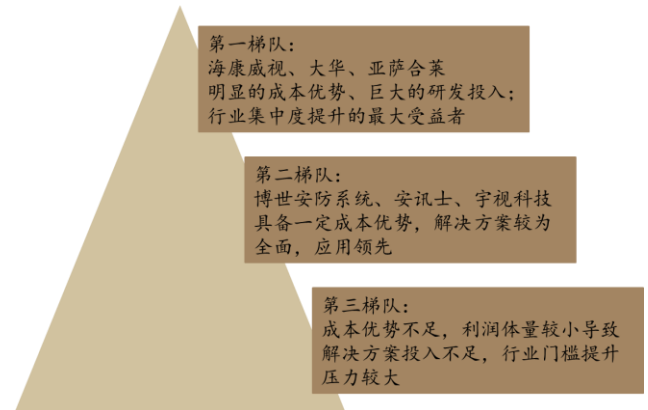 第一梯队：
海康威视、大华、亚萨合莱
明显的成本优势、巨大的研发投入；
行业集中度提升的最大受益者
第二梯队：
博世安防系统、安讯士、宇视科技
具备一定成本优势，解决方案较为
全面，应用领先
第三梯队：
成本优势不足，利润体量较小导致
解决方案投入不足，行业门槛提升
压力较大